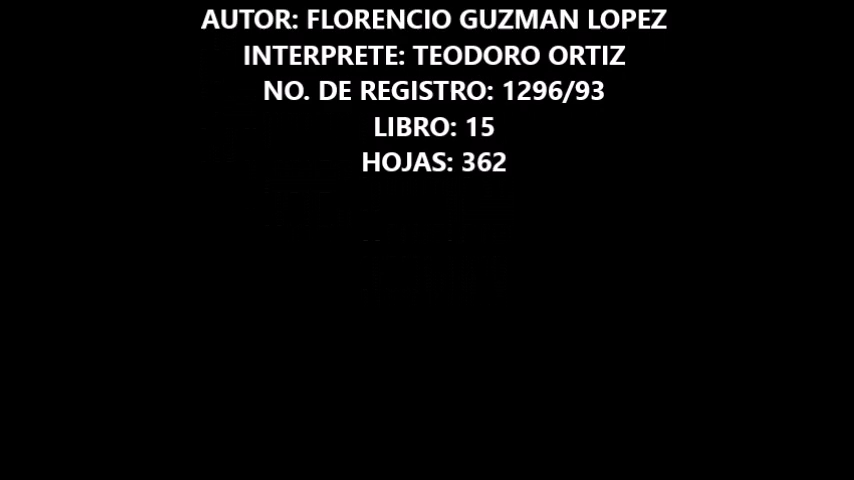 AUTOR: FLORENCIO GUZMAN LOPEZ
INTERPRETE: TEODORO ORTIZ
NO. DE REGISTRO: 1296/93
LIBRO: 15
HOJAS: 362